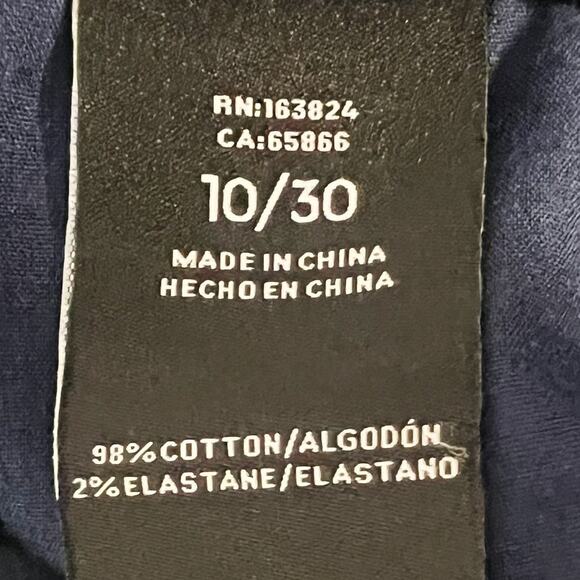 RN:163824
CA:65866
10/30
MADE IN CHINA
HECHO EN CHINA
98%COTTON/ALGODÓN
2%ELASTANE/ELASTANO